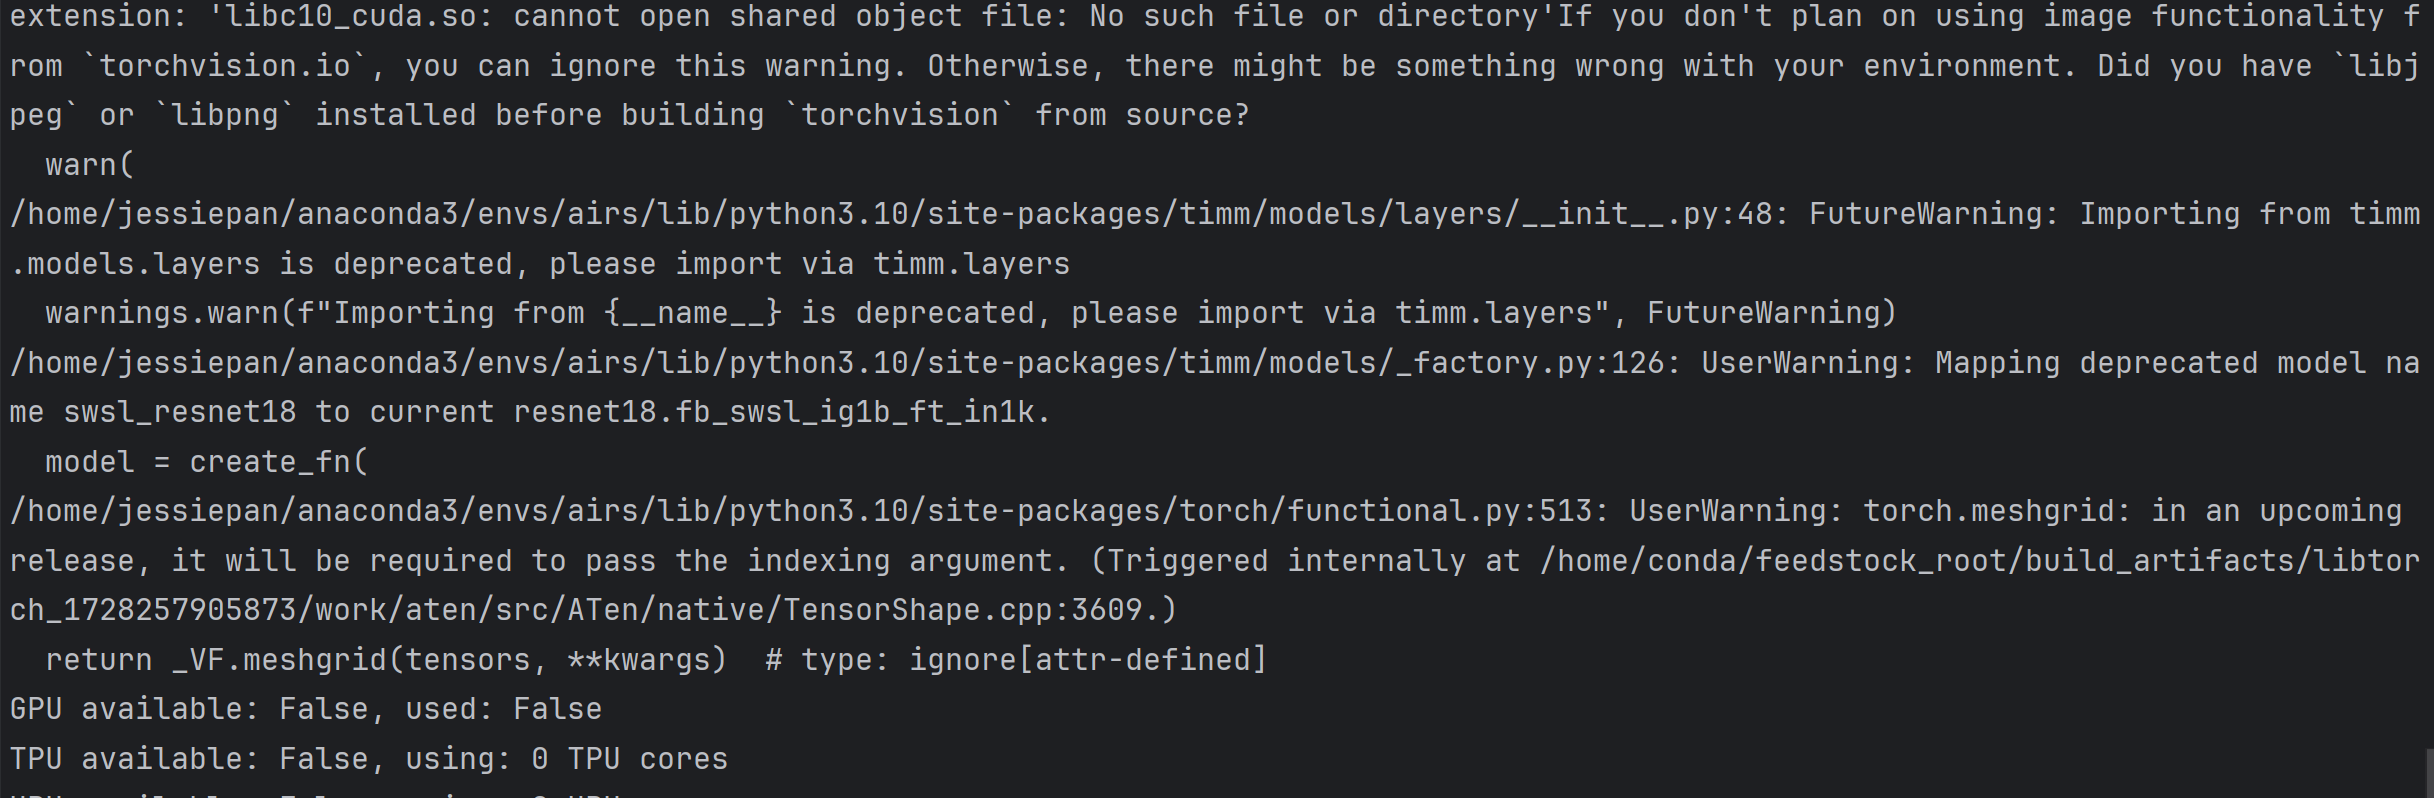 extension: 'libc10_cuda.so: cannot open shared object file: No such file or directory'If you don't plan on using image functionality f
rom `torchvision.io`, you can ignore this warning. Otherwise, there might be something wrong with your environment. Did you have `libj
peg` or `libpng` installed before building `torchvision` from source?
  warn(
/home/jessiepan/anaconda3/envs/airs/lib/python3.10/site-packages/timm/models/layers/__init__.py:48: FutureWarning: Importing from timm
.models.layers is deprecated, please import via timm.layers
  warnings.warn(f"Importing from {__name__} is deprecated, please import via timm.layers", FutureWarning)
/home/jessiepan/anaconda3/envs/airs/lib/python3.10/site-packages/timm/models/_factory.py:126: UserWarning: Mapping deprecated model na
me swsl_resnet18 to current resnet18.fb_swsl_ig1b_ft_in1k.
  model = create_fn(
/home/jessiepan/anaconda3/envs/airs/lib/python3.10/site-packages/torch/functional.py:513: UserWarning: torch.meshgrid: in an upcoming
release, it will be required to pass the indexing argument. (Triggered internally at /home/conda/feedstock_root/build_artifacts/libtor
ch_1728257905873/work/aten/src/ATen/native/TensorShape.cpp:3609.)
  return _VF.meshgrid(tensors, **kwargs)  # type: ignore[attr-defined]
GPU available: False, used: False
TPU available: False, using: 0 TPU cores